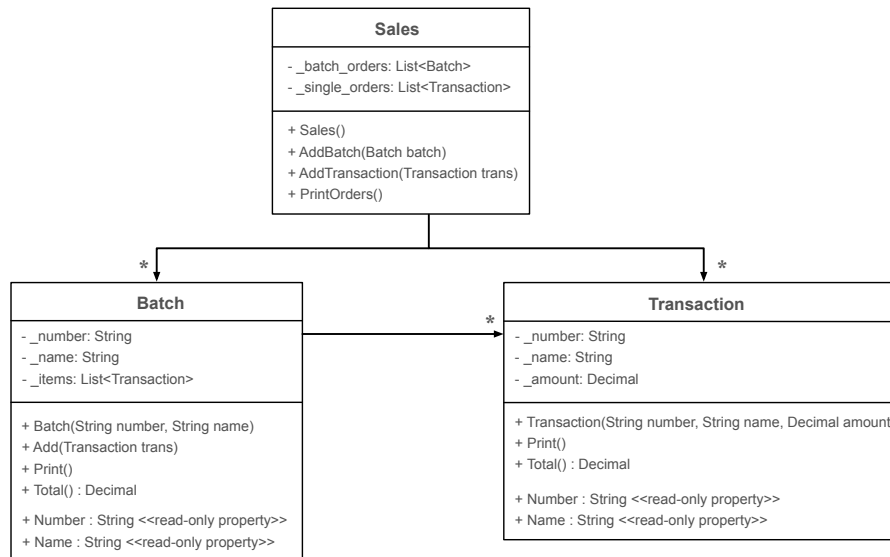 Sales
- _batch_orders: List<Batch>
- _single_orders: List<Transaction>
+ Sales()
+ AddBatch(Batch batch)
+ AddTransaction(Transaction trans)
+ PrintOrders()
*
*
Batch
- _number: String
- _name: String
- _items: List<Transaction>
+ Batch(String number, String name)
+ Add(Transaction trans)
+ Print()
+ Total() : Decimal
+ Number : String <<read-only property>>
+ Name : String <<read-only property>>
*
Transaction
- _number: String
- _name: String
- _amount: Decimal
+ Transaction(String number, String name, Decimal amount
+ Print()
+ Total() : Decimal
+ Number : String <<read-only property>>
+ Name : String <<read-only property>>